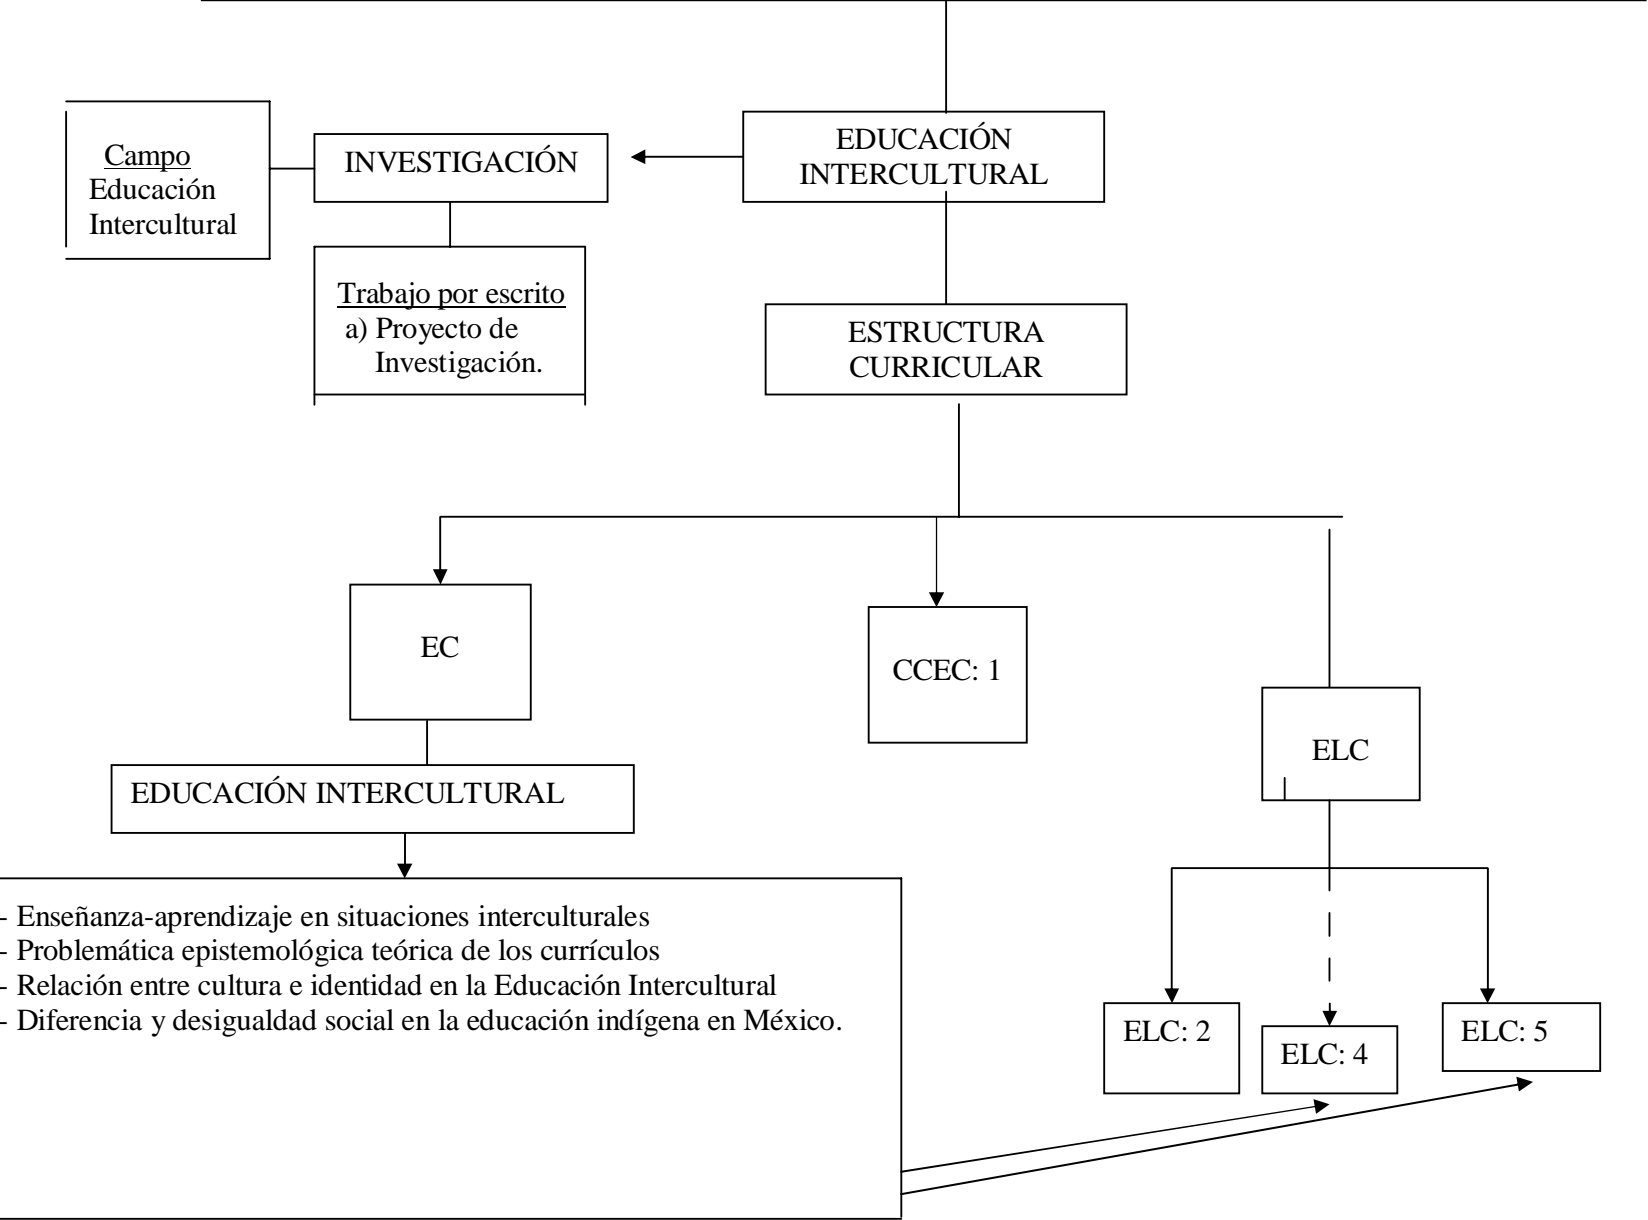 EDUCACIÓN
INTERCULTURAL
INVESTIGACIÓN
Campo
Educación
Intercultural
Trabajo por escrito
a) Proyecto de
Investigación.
ESTRUCTURA
CURRICULAR
EC
CCEC: 1
ELC
EDUCACIÓN INTERCULTURAL
- Enseñanza-aprendizaje en situaciones interculturales
- Problemática epistemológica teórica de los currículos
- Relación entre cultura e identidad en la Educación Intercultural
- Diferencia y desigualdad social en la educación indígena en México.
ELC: 2
ELC: 4
ELC: 5